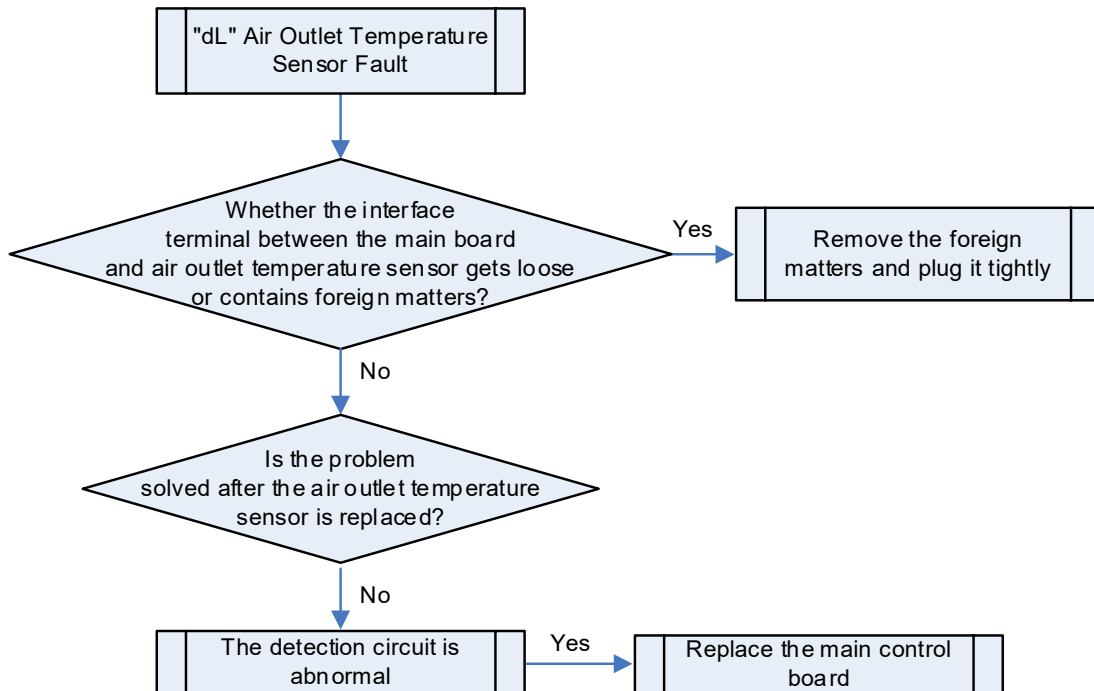 "dL" Air Outlet Temperature
Sensor Fault
Whether the interface
terminal between the main board
and air outlet temperature sensor gets loose
or contains foreign matters?
Yes
Remove the foreign
matters and plug it tightly
No
Is the problem
solved after the air outlet temperature
sensor is replaced?
No
The detection circuit is
abnormal
Yes
Replace the main control
board